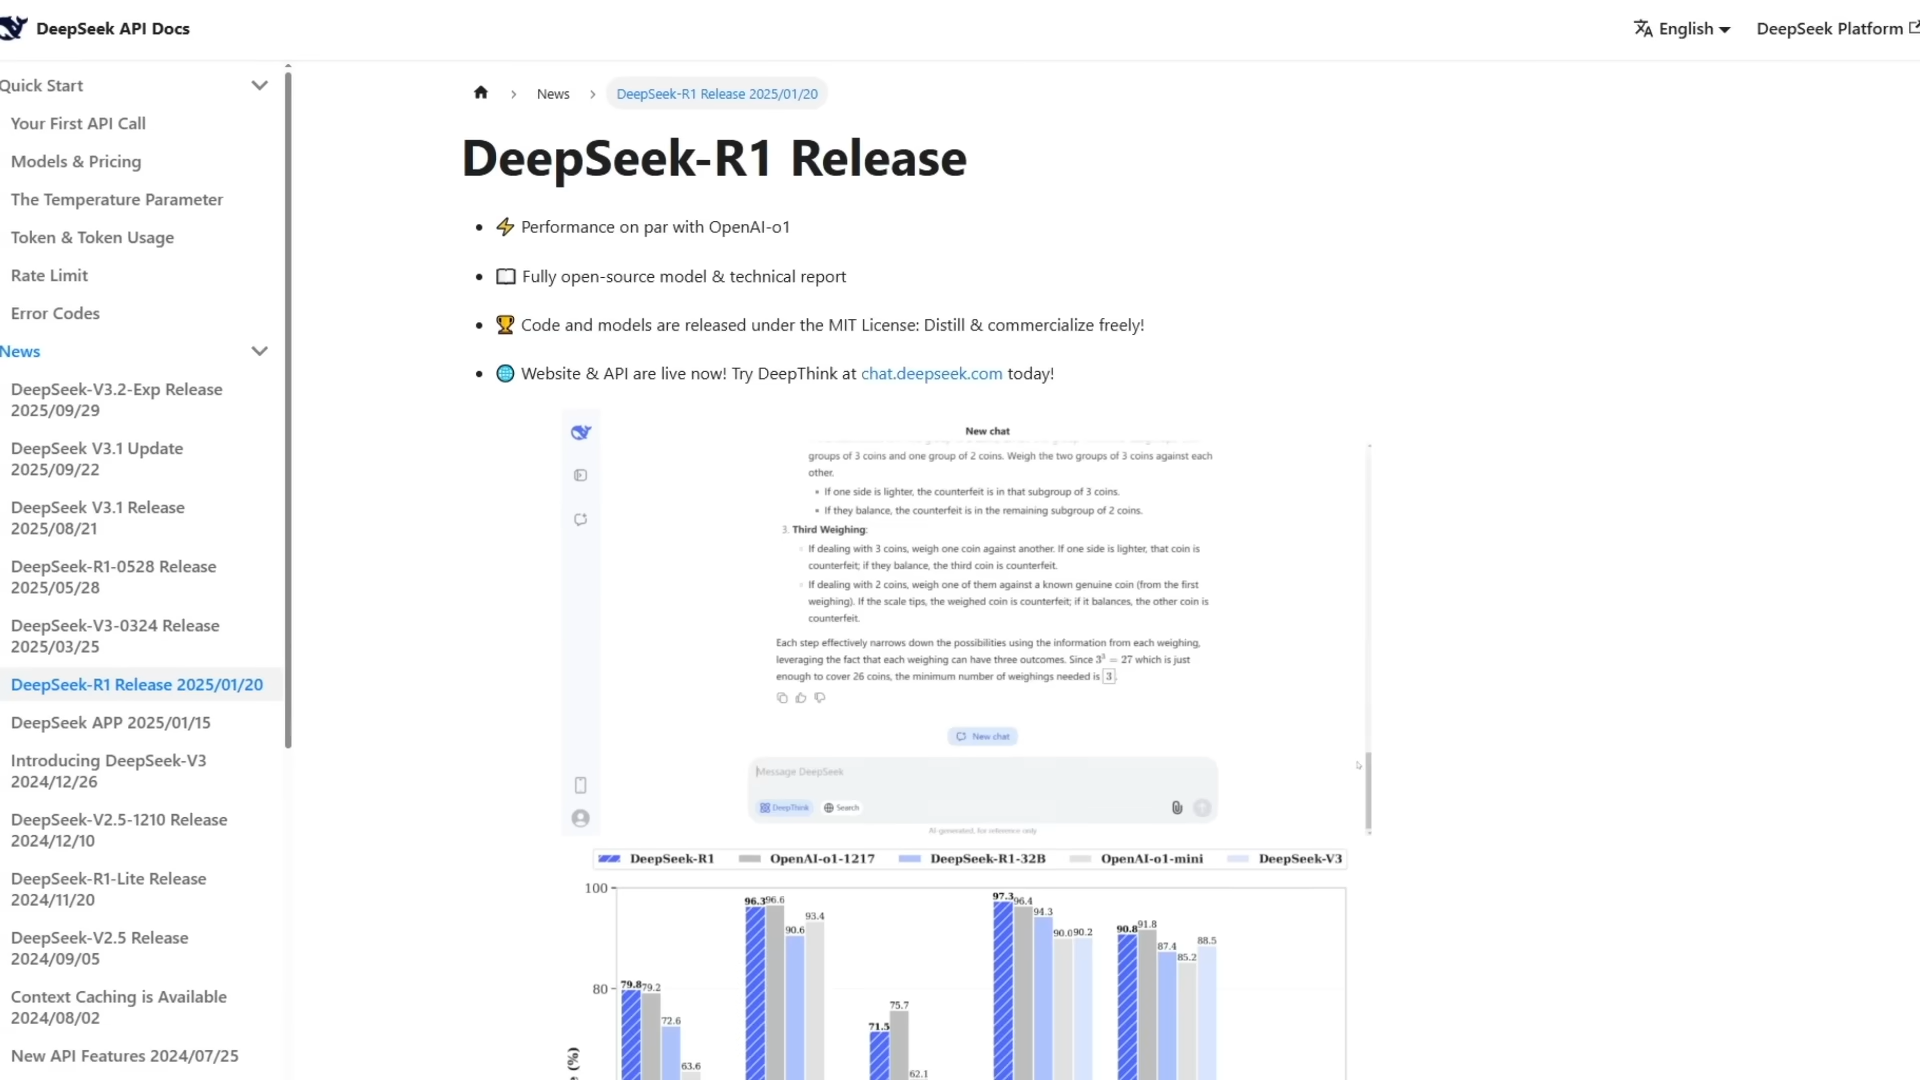 DeepSeek API Docs
English
DeepSeek Platform
Quick Start
Your First API Call
Models & Pricing
The Temperature Parameter
Token & Token Usage
Rate Limit
Error Codes
News
DeepSeek-V3.2-Exp Release
2025/09/29
DeepSeek V3.1 Update
2025/09/22
DeepSeek V3.1 Release
2025/08/21
DeepSeek-R1-0528 Release
2025/05/28
DeepSeek-V3-0324 Release
2025/03/25
DeepSeek-R1 Release 2025/01/20
DeepSeek APP 2025/01/15
Introducing DeepSeek-V3
2024/12/26
DeepSeek-V2.5-1210 Release
2024/12/10
DeepSeek-R1-Lite Release
2024/11/20
DeepSeek-V2.5 Release
2024/09/05
Context Caching is Available
2024/08/02
New API Features 2024/07/25
News
DeepSeek-R1 Release 2025/01/20
DeepSeek-R1 Release
⚡ Performance on par with OpenAI-o1
📖 Fully open-source model & technical report
🏆 Code and models are released under the MIT License: Distill & commercialize freely!
🌐 Website & API are live now! Try DeepThink at chat.deepseek.com today!
New chat
groups of 3 coins and one group of 2 coins. Weigh the two groups of 3 coins against each
other.
If one side is lighter, the counterfeit is in that subgroup of 3 coins.
If they balance, the counterfeit is in the remaining subgroup of 2 coins.
3. Third Weighing:
If dealing with 3 coins, weigh one coin against another. If one side is lighter, that coin is
counterfeit; if they balance, the third coin is counterfeit.
If dealing with 2 coins, weigh one of them against a known genuine coin (from the first
weighing). If the scale tips, the weighed coin is counterfeit; if it balances, the other coin is
counterfeit.
Each step effectively narrows down the possibilities using the information from each weighing,
leveraging the fact that each weighing can have three outcomes. Since 3³ = 27 which is just
enough to cover 26 coins, the minimum number of weighings needed is 3.
New chat
Message DeepSeek
DeepThink
Search
AI-generated, for reference only
DeepSeek-R1 OpenAI-o1-1217 DeepSeek-R1-32B OpenAI-o1-mini DeepSeek-V3
100
80
(%)
79.8 79.2 72.6 63.6
96.3 96.6 90.6 93.4
71.5 75.7 62.1
97.3 96.4 94.3 90.0 90.2
90.8 91.8 87.4 85.2 88.5